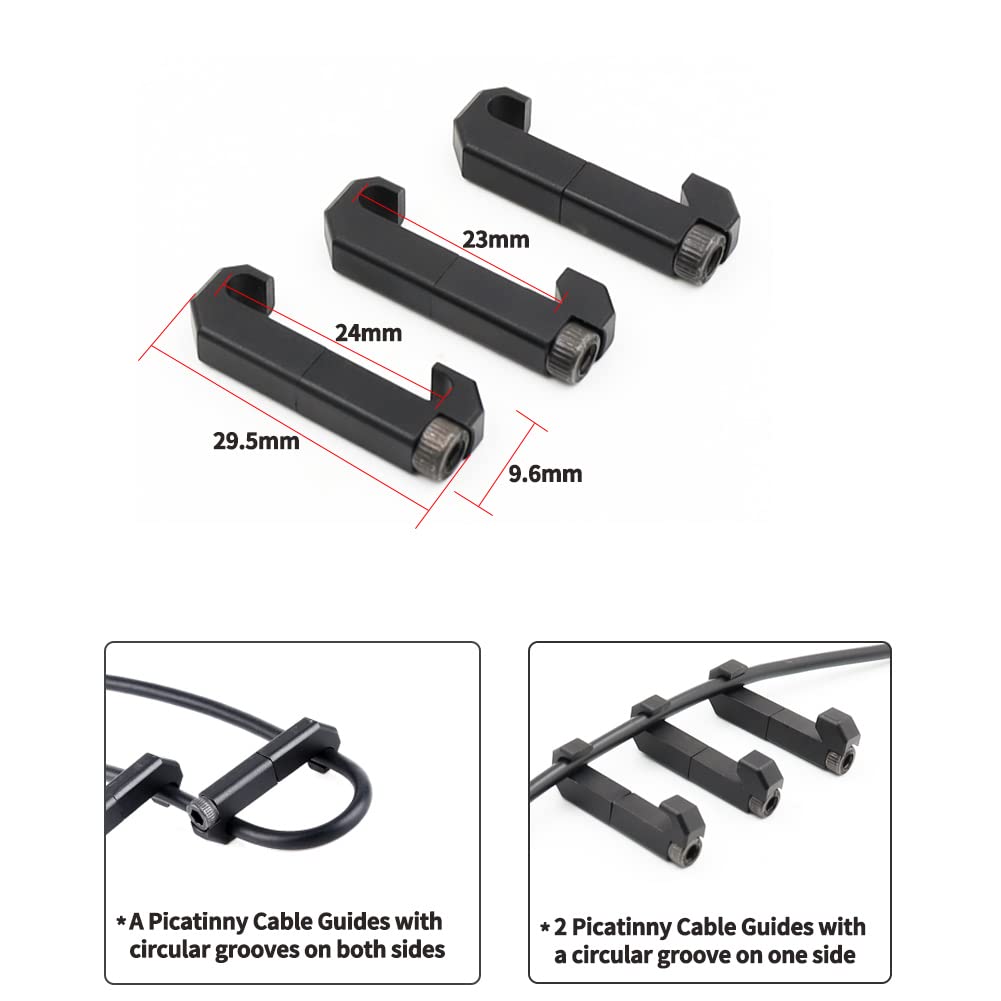 23mm
24mm
29.5mm
9.6mm
* A Picatinny Cable Guides with
circular grooves on both sides
* 2 Picatinny Cable Guides with
a circular groove on one side